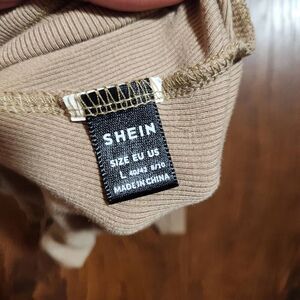 SHEIN
SIZE EU US
L 40/42 8/10
MADE IN CHINA